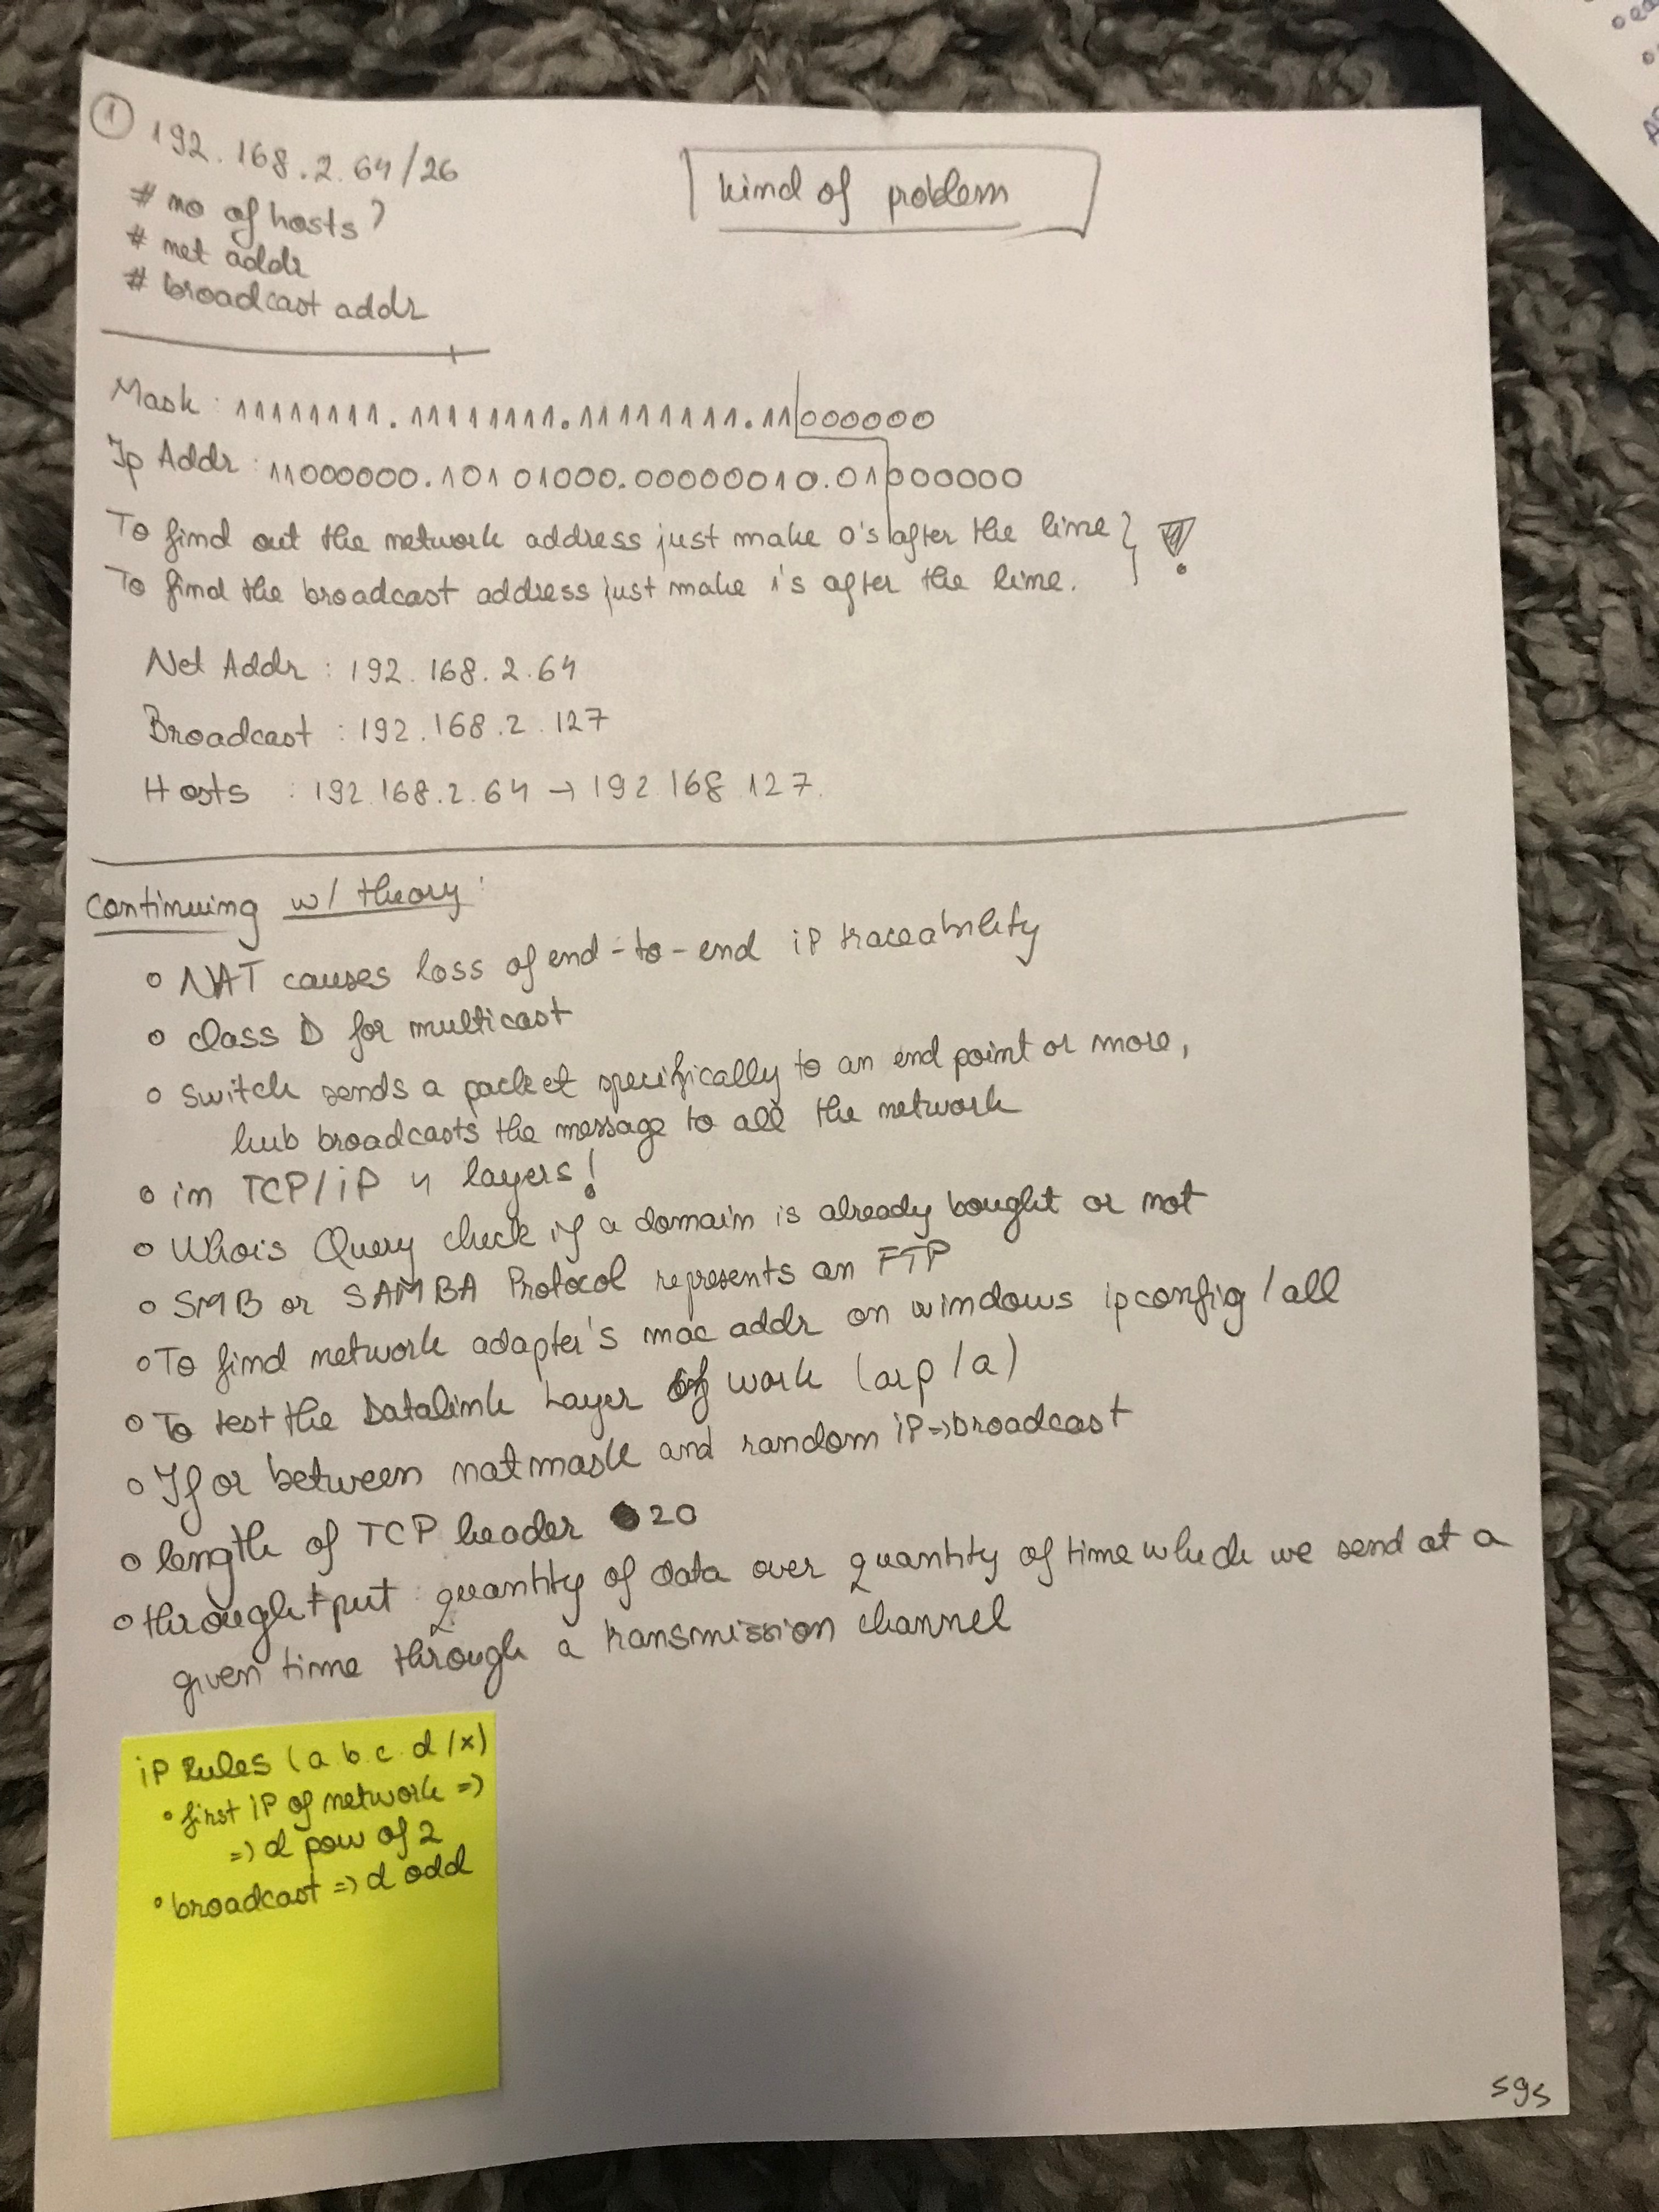 1 192.168.2.64/26
kind of problem
# no of hosts?
# net addr
# broadcast addr
Mask: 11111111.11111111.11111111.11000000
Ip Addr: 11000000.10101000.00000010.01000000
To find out the network address just make 0's after the line
To find the broadcast address just make 1's after the line.
Net Addr: 192.168.2.64
Broadcast: 192.168.2.127
Hosts: 192.168.2.64 → 192 168 127.
Continuing w/ theory:
o NAT causes loss of end-to-end iP traceability
o class D for multicast
o switch sends a packet specifically to an end point or more,
hub broadcasts the message to all the network
o in TCP/iP 4 layers!
o Whois Query check if a domain is already bought or not
o SMB or SAMBA Protocol represents an FTP
o To find network adapter's mac addr on windows ipconfig /all
o To test the Datalink Layer of work (arp /a)
o If or between natmask and random iP => broadcast
o length of TCP header 20
o throughtput: quantity of data over quantity of time which we send at a
given time through a transmission channel
iP Rules (a.b.c.d/x)
• first iP of network =>
=> d pow of 2
• broadcast => d odd
sgs